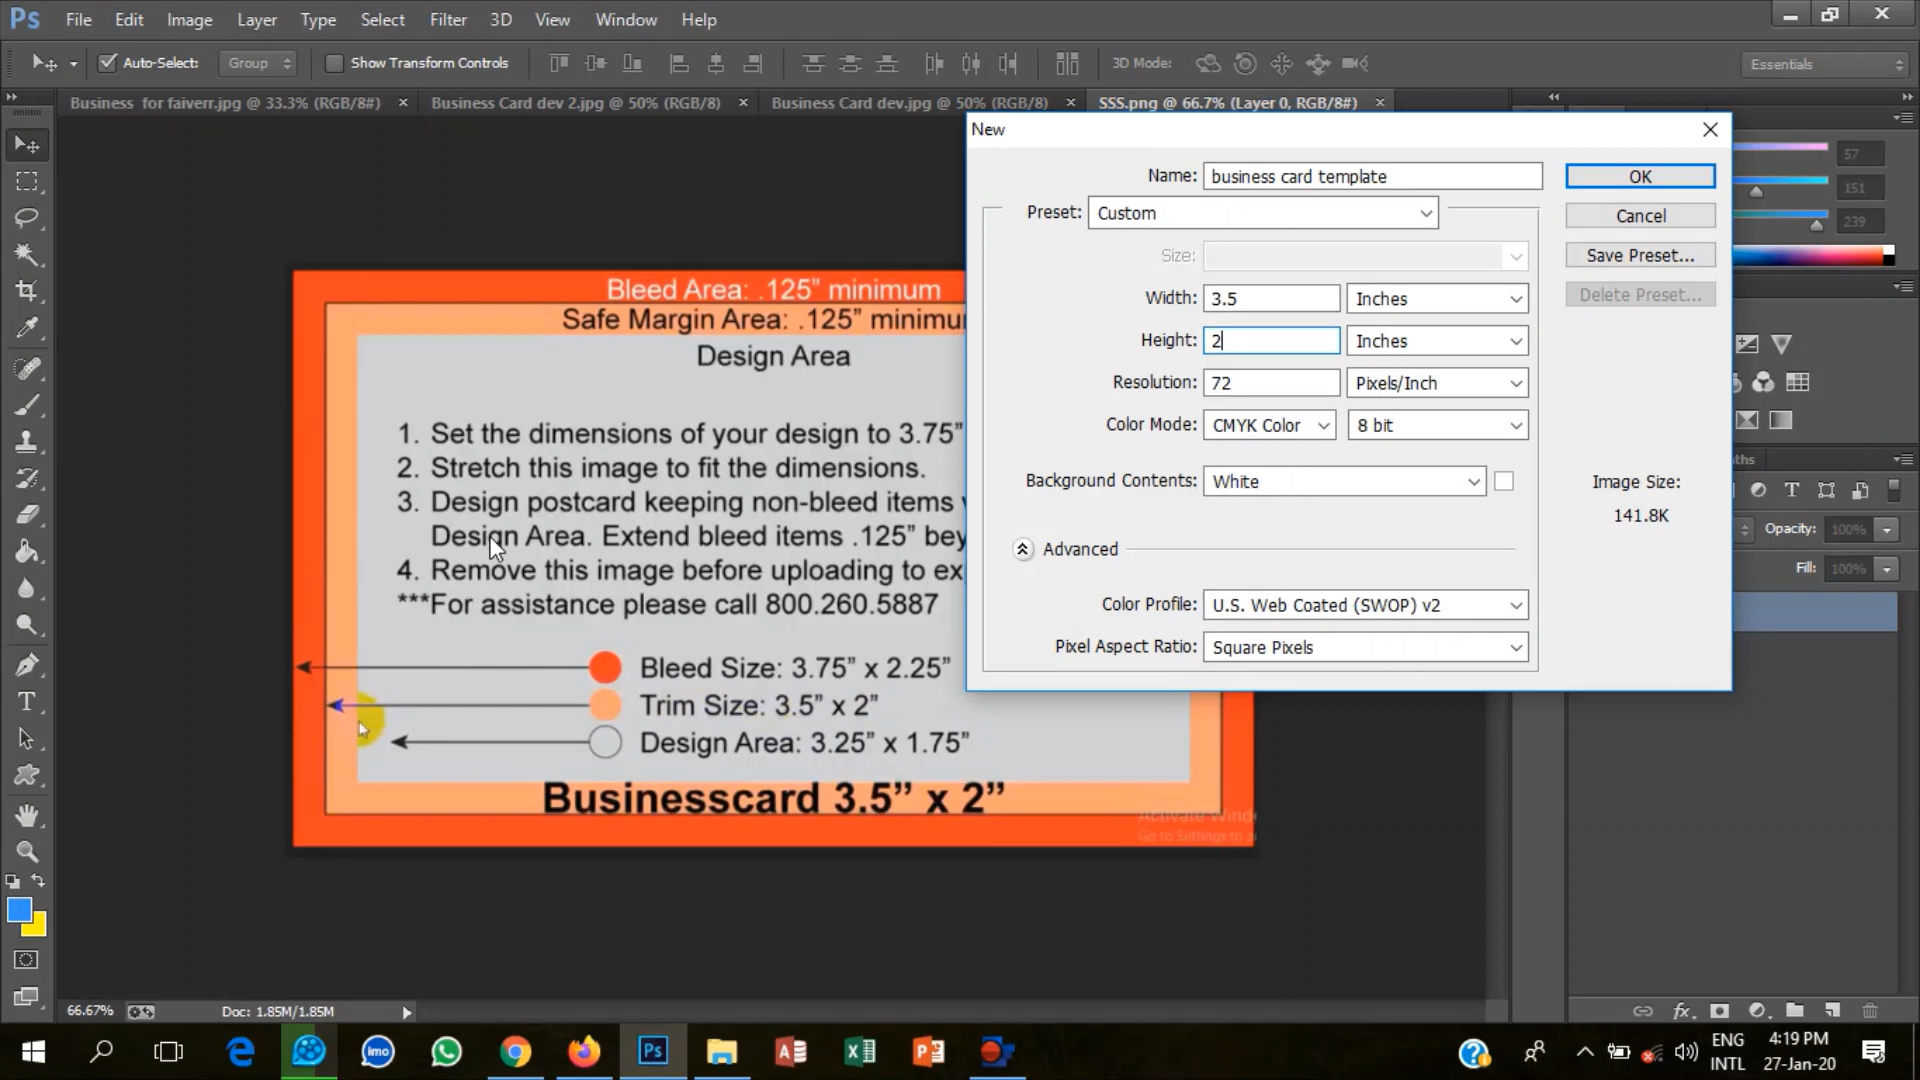 Ps File Edit Image Layer Type Select Filter 3D View Window Help
Auto-Select: Group Show Transform Controls 3D Mode: Essentials
Business for faiverr.jpg @ 33.3% (RGB/8#) × Business Card dev 2.jpg @ 50% (RGB/8) × Business Card dev.jpg @ 50% (RGB/8) × SSS.png @ 66.7% (Layer 0, RGB/8#) ×
New
Name: business card template OK
Preset: Custom Cancel
Size: Save Preset...
Width: 3.5 Inches Delete Preset...
Height: 2 Inches
Resolution: 72 Pixels/Inch
Color Mode: CMYK Color 8 bit
Background Contents: White Image Size:
141.8K
Advanced
Color Profile: U.S. Web Coated (SWOP) v2
Pixel Aspect Ratio: Square Pixels
57
151
239
Opacity: 100%
Fill: 100%
Bleed Area: .125” minimum
Safe Margin Area: .125”
Design Area
1. Set the dimensions of your design to 3.75”
2. Stretch this image to fit the dimensions.
3. Design postcard keeping non-bleed items
Design Area. Extend bleed items .125”
4. Remove this image before uploading to
***For assistance please call 800.260.5887
Bleed Size: 3.75” x 2.25”
Trim Size: 3.5” x 2”
Design Area: 3.25” x 1.75”
Businesscard 3.5” x 2”
66.67% Doc: 1.85M/1.85M
imo Ps
ENG 4:19 PM
INTL 27-Jan-20